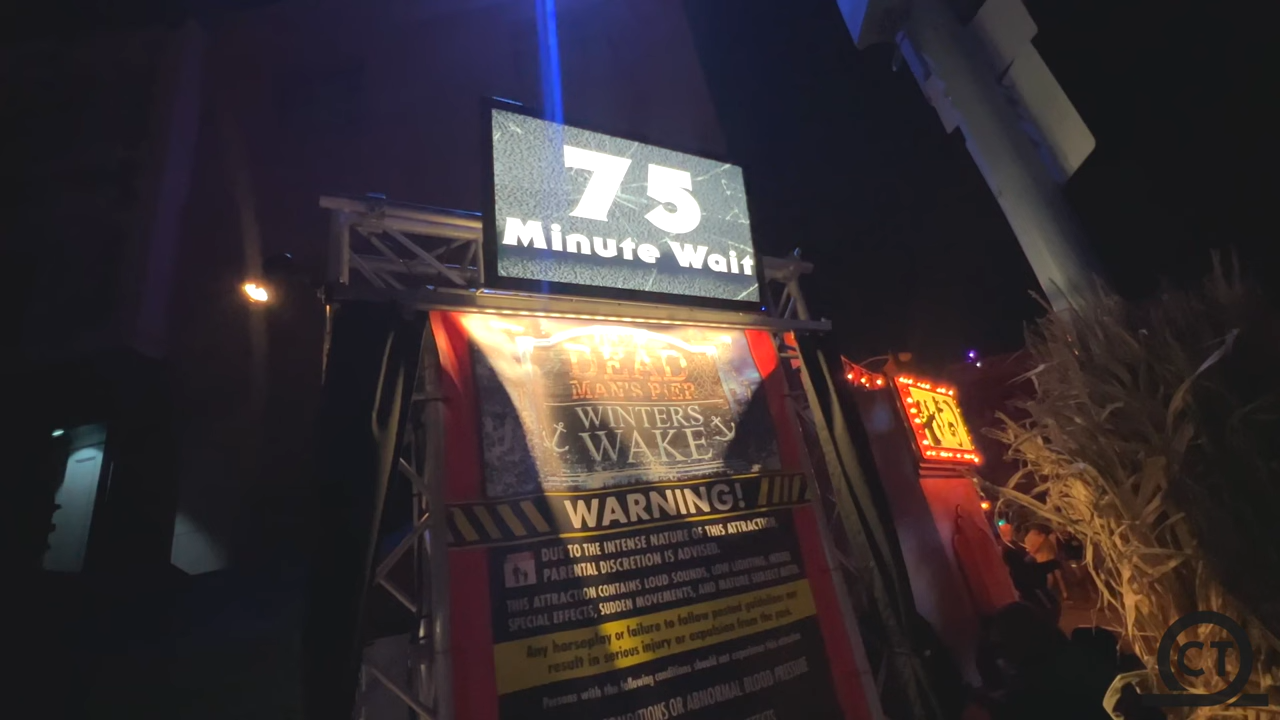 75
Minute Wait
DEAD
MAN'S PIER
WINTER'S
WAKE
WARNING!
DUE TO THE INTENSE NATURE OF THIS ATTRACTION,
PARENTAL DISCRETION IS ADVISED.
THIS ATTRACTION CONTAINS LOUD SOUNDS, LOW LIGHTING,
SPECIAL EFFECTS, SUDDEN MOVEMENTS, AND MATURE SUBJECT
Any horseplay or failure to follow posted guidelines may
result in serious injury or expulsion from the park.
Persons with the following conditions should not experience this attraction
CONDITIONS OR ABNORMAL BLOOD PRESSURE
CT